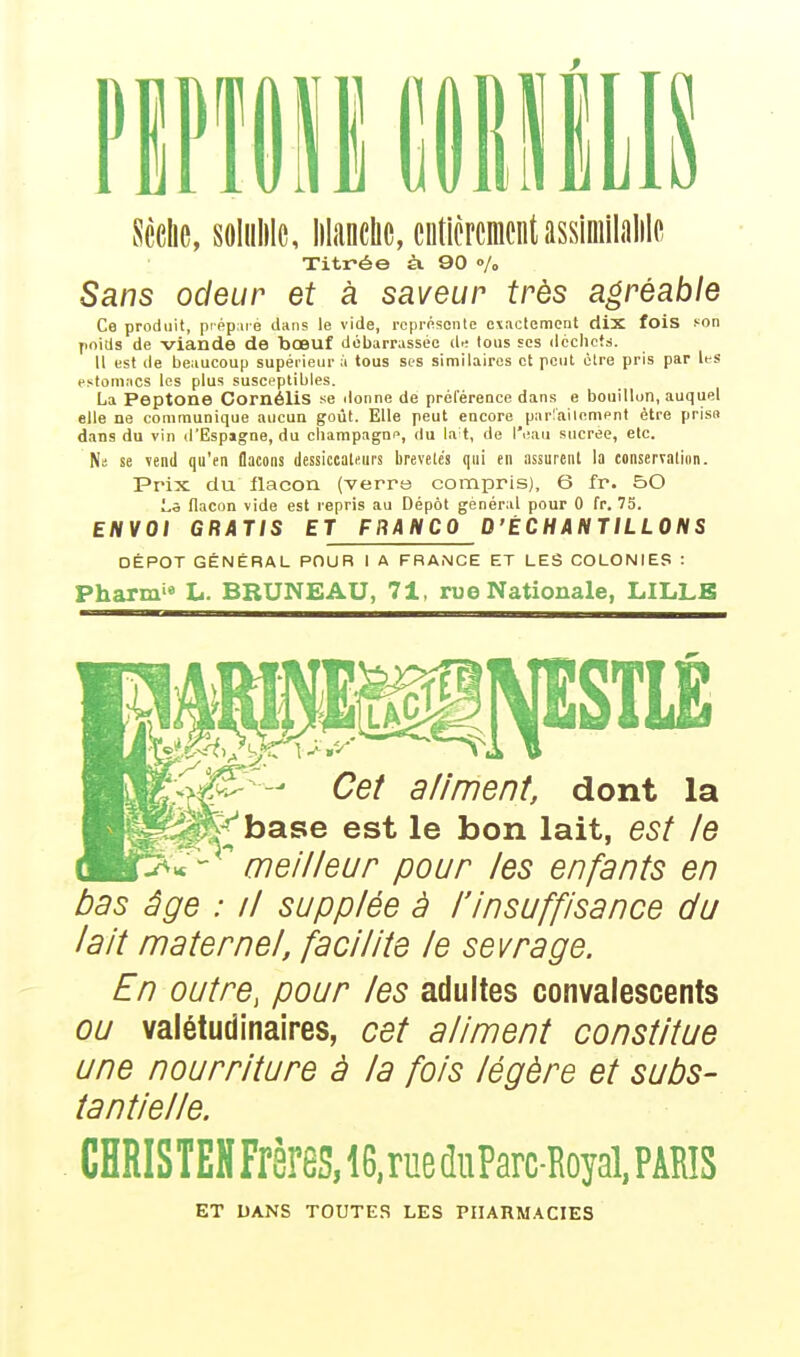 PEPTONE CORNÉLIS
Sèche, soluble, blanche, entièrement assimilable
Titrée à 90 %
Sans odeur et à saveur très agréable
Ce produit, préparé dans le vide, représente exactement dix fois son
poids de viande de bœuf débarrassée de tous ses déchets.
Il est de beaucoup supérieur à tous ses similaires et peut être pris par les
estomacs les plus susceptibles.
La Peptone Cornélis se donne de préférence dans e bouillon, auquel
elle ne communique aucun goût. Elle peut encore parfaitement être prise
dans du vin d'Espagne, du champagne, du lait, de l'eau sucrée, etc.
Ne se vend qu'en flacons dessiccateurs brevetés qui en assurent la conservation.
Prix du flacon (verre compris), 6 fr. 50
Le flacon vide est repris au Dépôt général pour 0 fr. 75.
ENVOI GRATIS ET FRANCO D'ÉCHANTILLONS
DÉPOT GÉNÉRAL POUR LA FRANCE ET LES COLONIES :
Pharmie L. BRUNEAU, 71, rue Nationale, LILLE
FARINE LACTÉE NESTLÉ
Cet aliment, dont la
base est le bon lait, est le
meilleur pour les enfants en
bas âge : il supplée à l'insuffisance du
lait maternel, facilite le sevrage.
En outre, pour les adultes convalescents
ou valétudinaires, cet aliment constitue
une nourriture à la fois légère et subs-
tantielle.
CHRISTEN Frères, 16, rue du Parc-Royal, PARIS
ET DANS TOUTES LES PHARMACIES